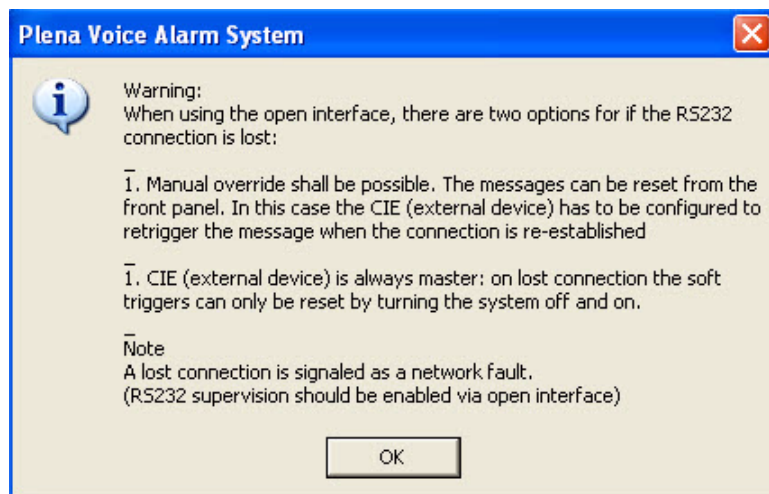 Plena Voice Alarm System
Warning:
When using the open interface, there are two options for if the RS232
connection is lost:
_
1. Manual override shall be possible. The messages can be reset from the
front panel. In this case the CIE (external device) has to be configured to
retrigger the message when the connection is re-established
_
1. CIE (external device) is always master: on lost connection the soft
triggers can only be reset by turning the system off and on.
_
Note
A lost connection is signaled as a network fault.
(RS232 supervision should be enabled via open interface)
OK